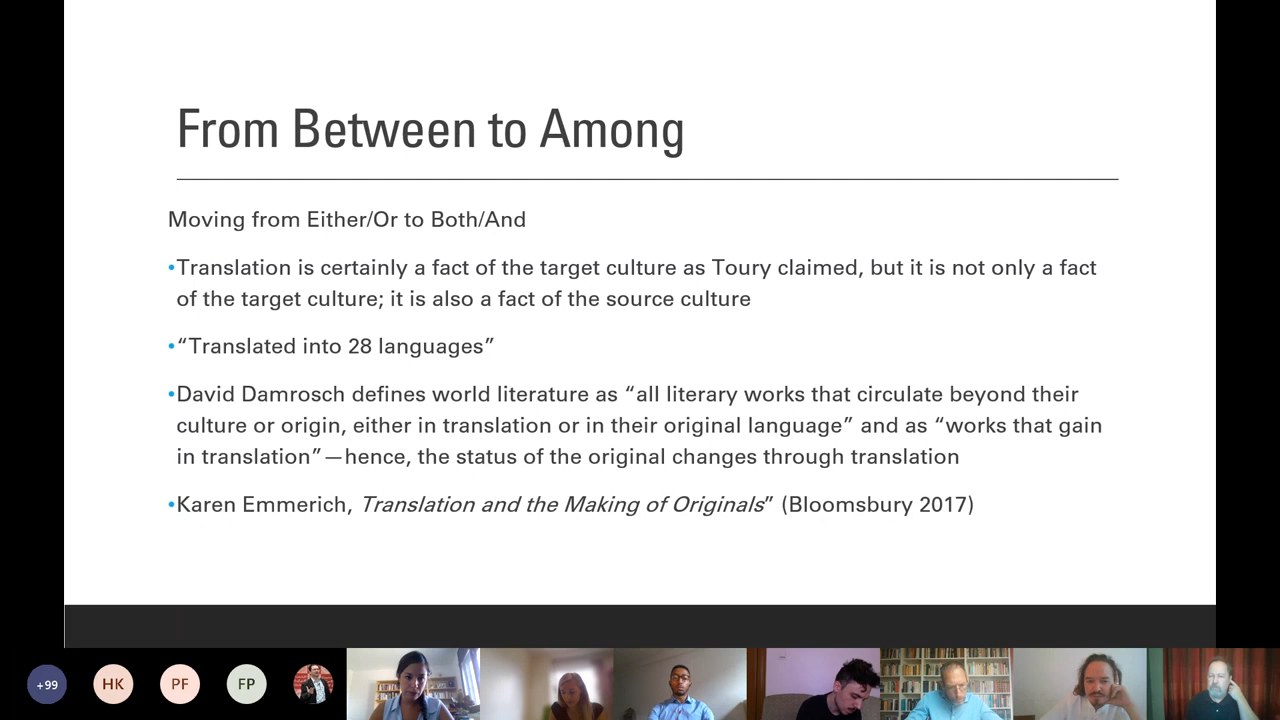 From Between to Among
Moving from Either/Or to Both/And
•Translation is certainly a fact of the target culture as Toury claimed, but it is not only a fact
of the target culture; it is also a fact of the source culture
•“Translated into 28 languages”
•David Damrosch defines world literature as “all literary works that circulate beyond their
culture or origin, either in translation or in their original language” and as “works that gain
in translation”—hence, the status of the original changes through translation
•Karen Emmerich, Translation and the Making of Originals” (Bloomsbury 2017)
+99
HK
PF
FP